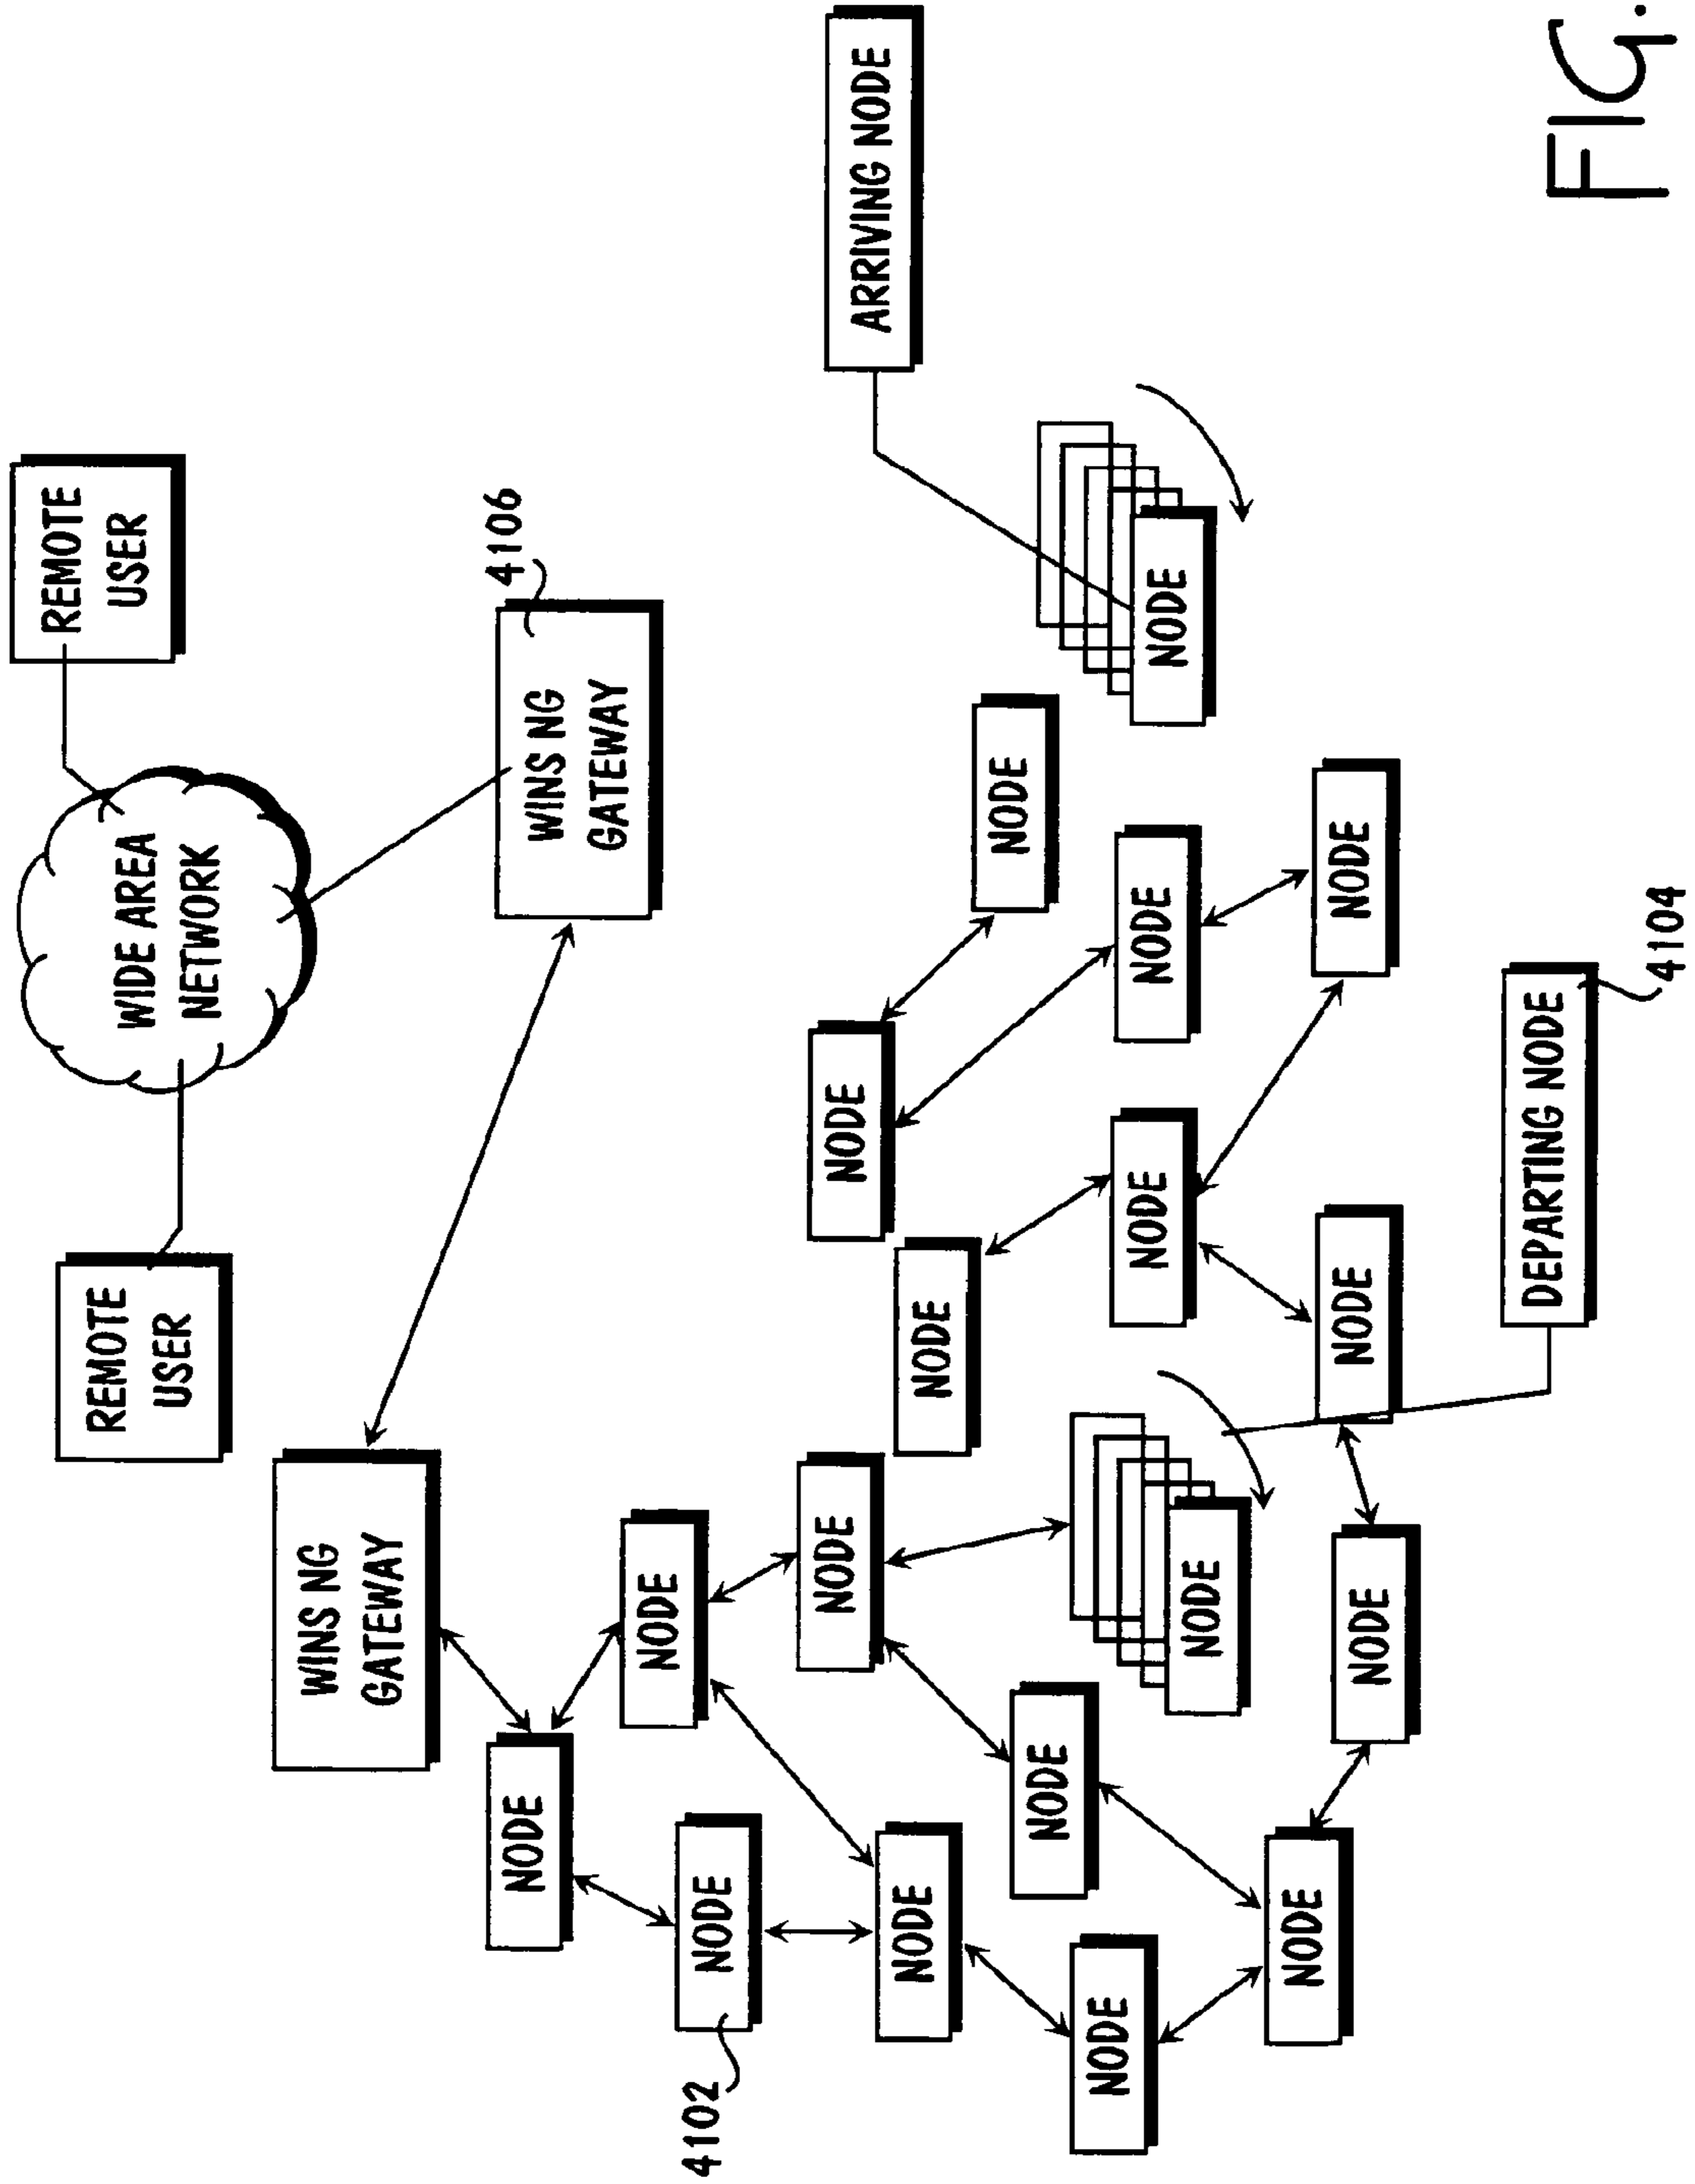 REMOTE
USER
REMOTE
USER
WIDE AREA
NETWORK
WINS NG
GATEWAY
4106
WINS NG
GATEWAY
NODE
NODE
4102
NODE
NODE
NODE
ARRIVING NODE
NODE
NODE
NODE
NODE
NODE
NODE
NODE
NODE
NODE
NODE
NODE
NODE
NODE
DEPARTING NODE
4104
FIG.